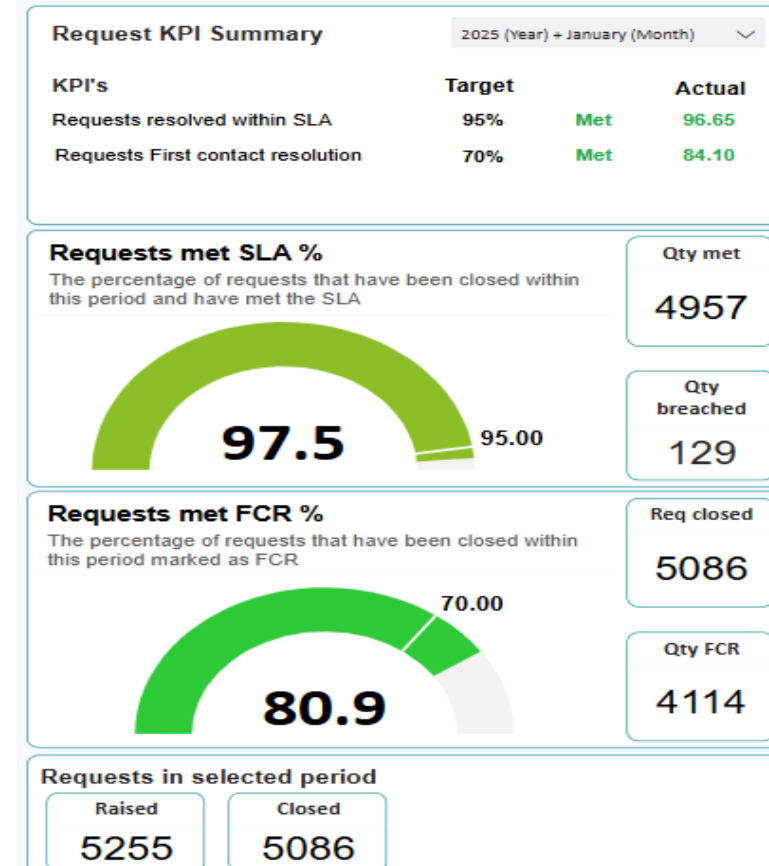 Request KPI Summary
2025 (Year) + January (Month)
KPI's Target Actual
Requests resolved within SLA 95% Met 96.65
Requests First contact resolution 70% Met 84.10
Requests met SLA %
The percentage of requests that have been closed within
this period and have met the SLA
97.5
95.00
Qty met
4957
Qty
breached
129
Requests met FCR %
The percentage of requests that have been closed within
this period marked as FCR
70.00
80.9
Req closed
5086
Qty FCR
4114
Requests in selected period
Raised Closed
5255 5086